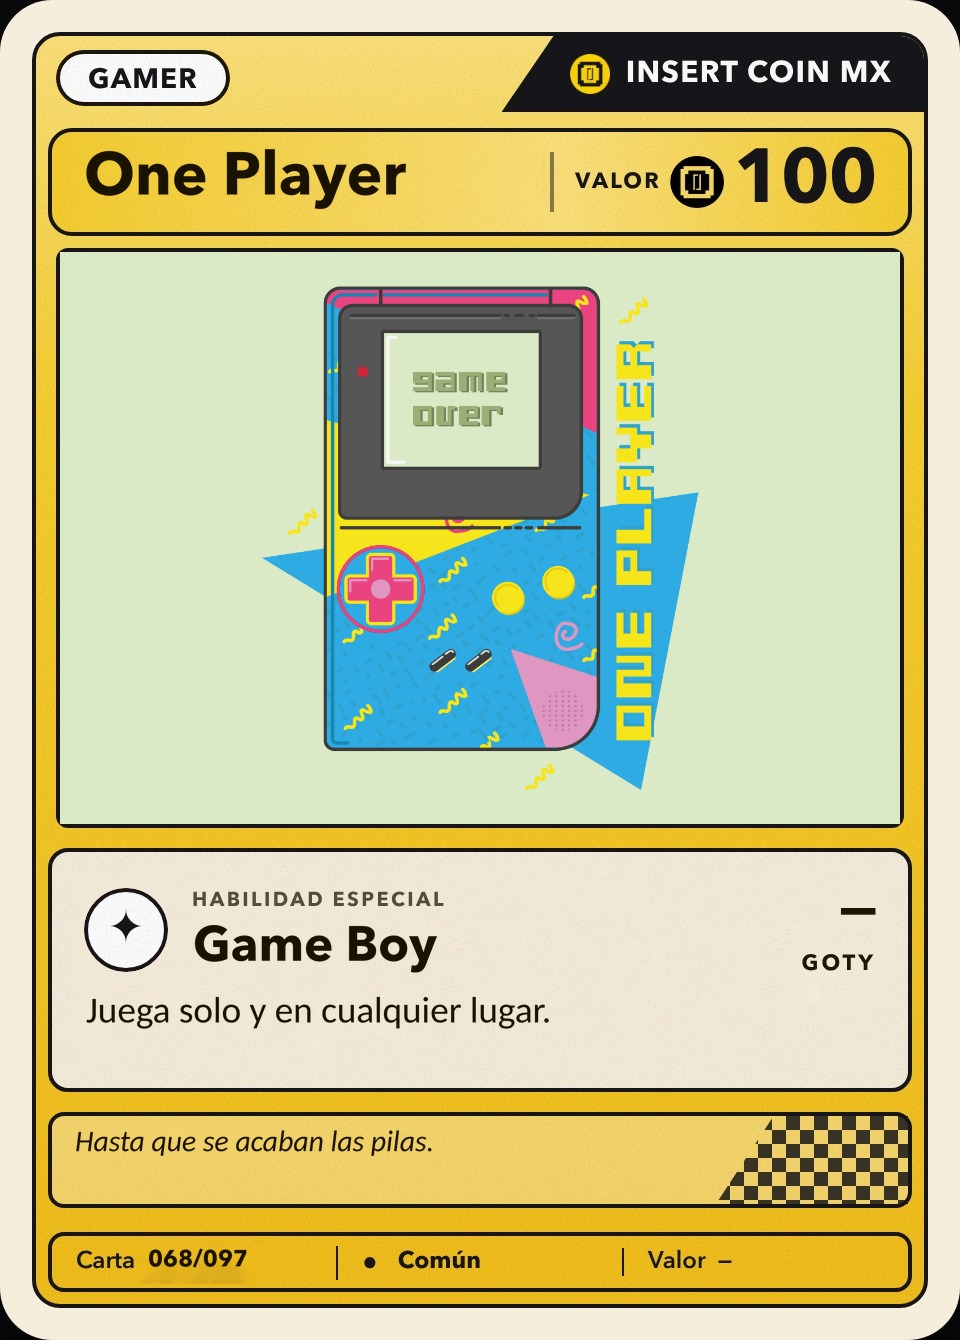 GAMER
INSERT COIN MX
One Player
VALOR 100
game
over
ONE PLAYER
HABILIDAD ESPECIAL
Game Boy
–
GOTY
Juega solo y en cualquier lugar.
Hasta que se acaban las pilas.
Carta 068/097
• Común
Valor –